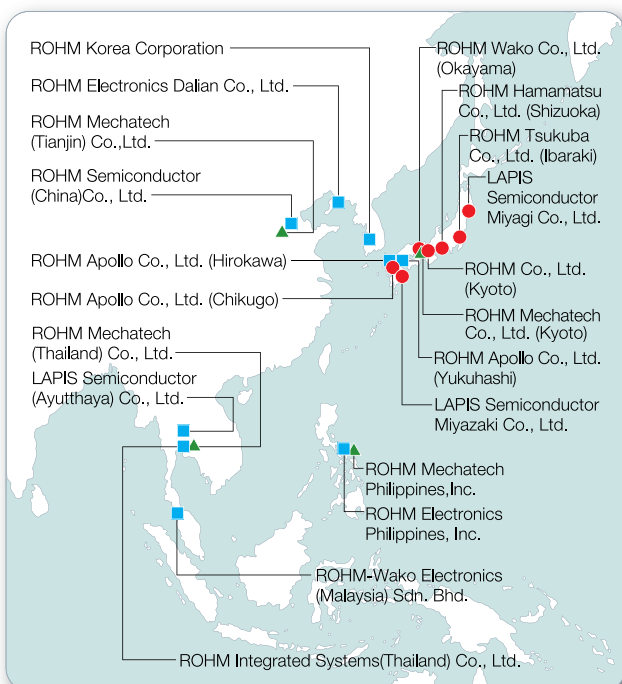 ROHM Korea Corporation
ROHM Electronics Dalian Co., Ltd.
ROHM Mechatech
(Tianjin) Co.,Ltd.
ROHM Semiconductor
(China)Co., Ltd.
ROHM Apollo Co., Ltd. (Hirokawa)
ROHM Apollo Co., Ltd. (Chikugo)
ROHM Mechatech
(Thailand) Co., Ltd.
LAPIS Semiconductor
(Ayutthaya) Co., Ltd.
ROHM Wako Co., Ltd.
(Okayama)
ROHM Hamamatsu
Co., Ltd. (Shizuoka)
ROHM Tsukuba
Co., Ltd. (Ibaraki)
LAPIS
Semiconductor
Miyagi Co., Ltd.
ROHM Co., Ltd.
(Kyoto)
ROHM Mechatech
Co., Ltd. (Kyoto)
ROHM Apollo Co., Ltd.
(Yukuhashi)
LAPIS Semiconductor
Miyazaki Co., Ltd.
ROHM Mechatech
Philippines,Inc.
ROHM Electronics
Philippines, Inc.
ROHM-Wako Electronics
(Malaysia) Sdn. Bhd.
ROHM Integrated Systems(Thailand) Co., Ltd.